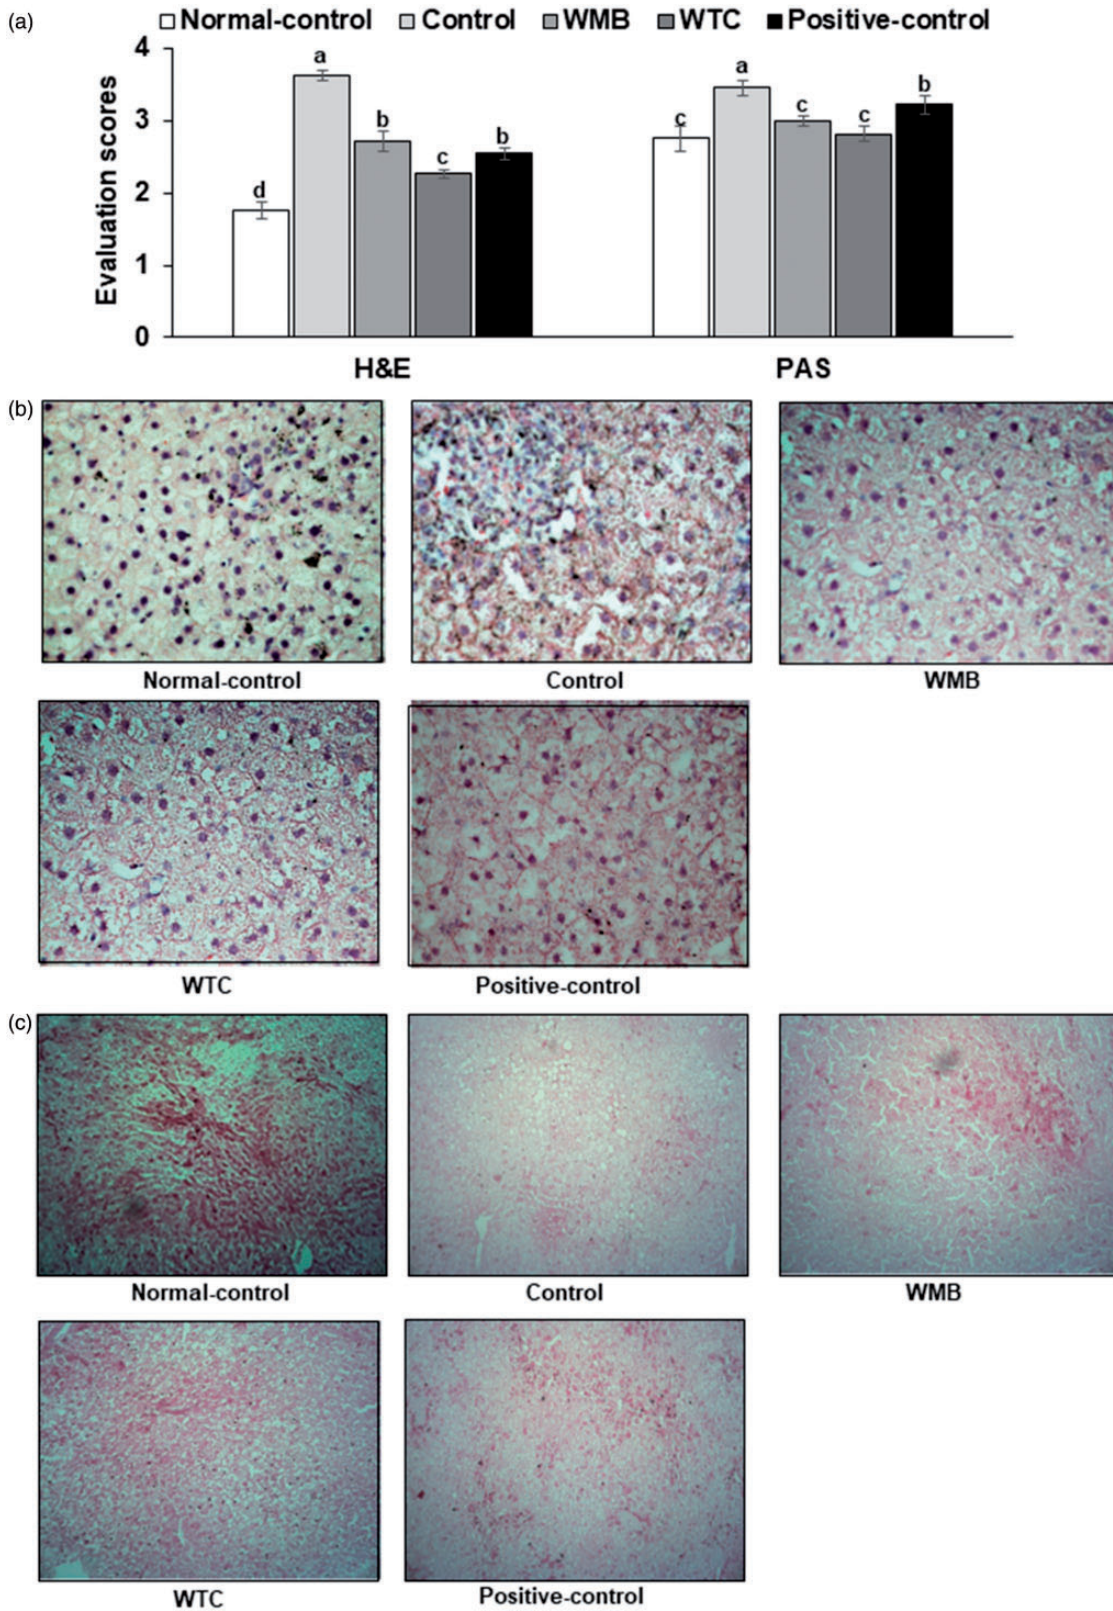 (a)
Normal-control Control WMB WTC Positive-control
Evaluation scores
4
3
2
1
0
d
a
b
c
b
c
a
c
c
b
H&E PAS
(b)
Normal-control Control WMB
WTC Positive-control
(c)
Normal-control Control WMB
WTC Positive-control